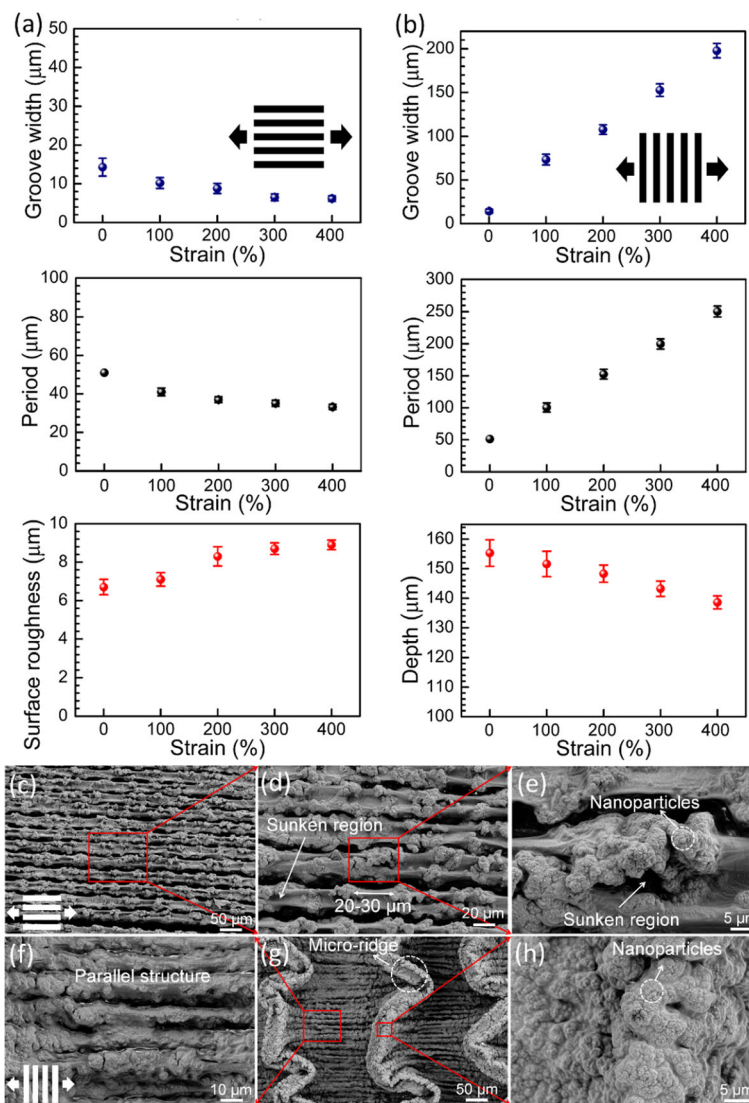 (a)
(b)
Groove width (μm)
50
40
30
20
10
0
0 100 200 300 400
Strain (%)
Groove width (μm)
200
150
100
50
0
0 100 200 300 400
Strain (%)
Period (μm)
100
80
60
40
20
0
0 100 200 300 400
Strain (%)
Period (μm)
300
250
200
150
100
50
0
0 100 200 300 400
Strain (%)
Surface roughness (μm)
10
8
6
4
2
0
0 100 200 300 400
Strain (%)
Depth (μm)
160
150
140
130
120
110
100
0 100 200 300 400
Strain (%)
(c)
50 μm
(d)
Sunken region
20-30 μm
20 μm
(e)
Nanoparticles
Sunken region
5 μm
(f)
Parallel structure
10 μm
(g)
Micro-ridge
50 μm
(h)
Nanoparticles
5 μm